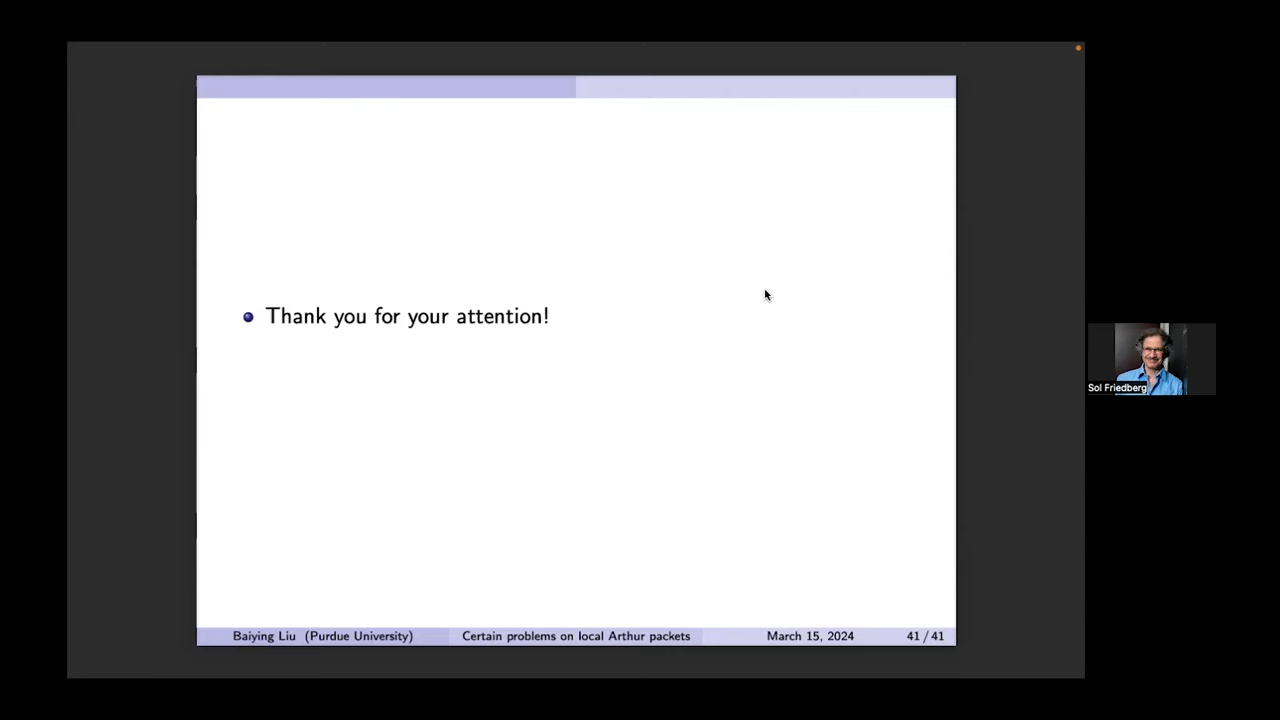 Thank you for your attention!
Sol Friedberg
Baiying Liu (Purdue University) Certain problems on local Arthur packets March 15, 2024 41 / 41